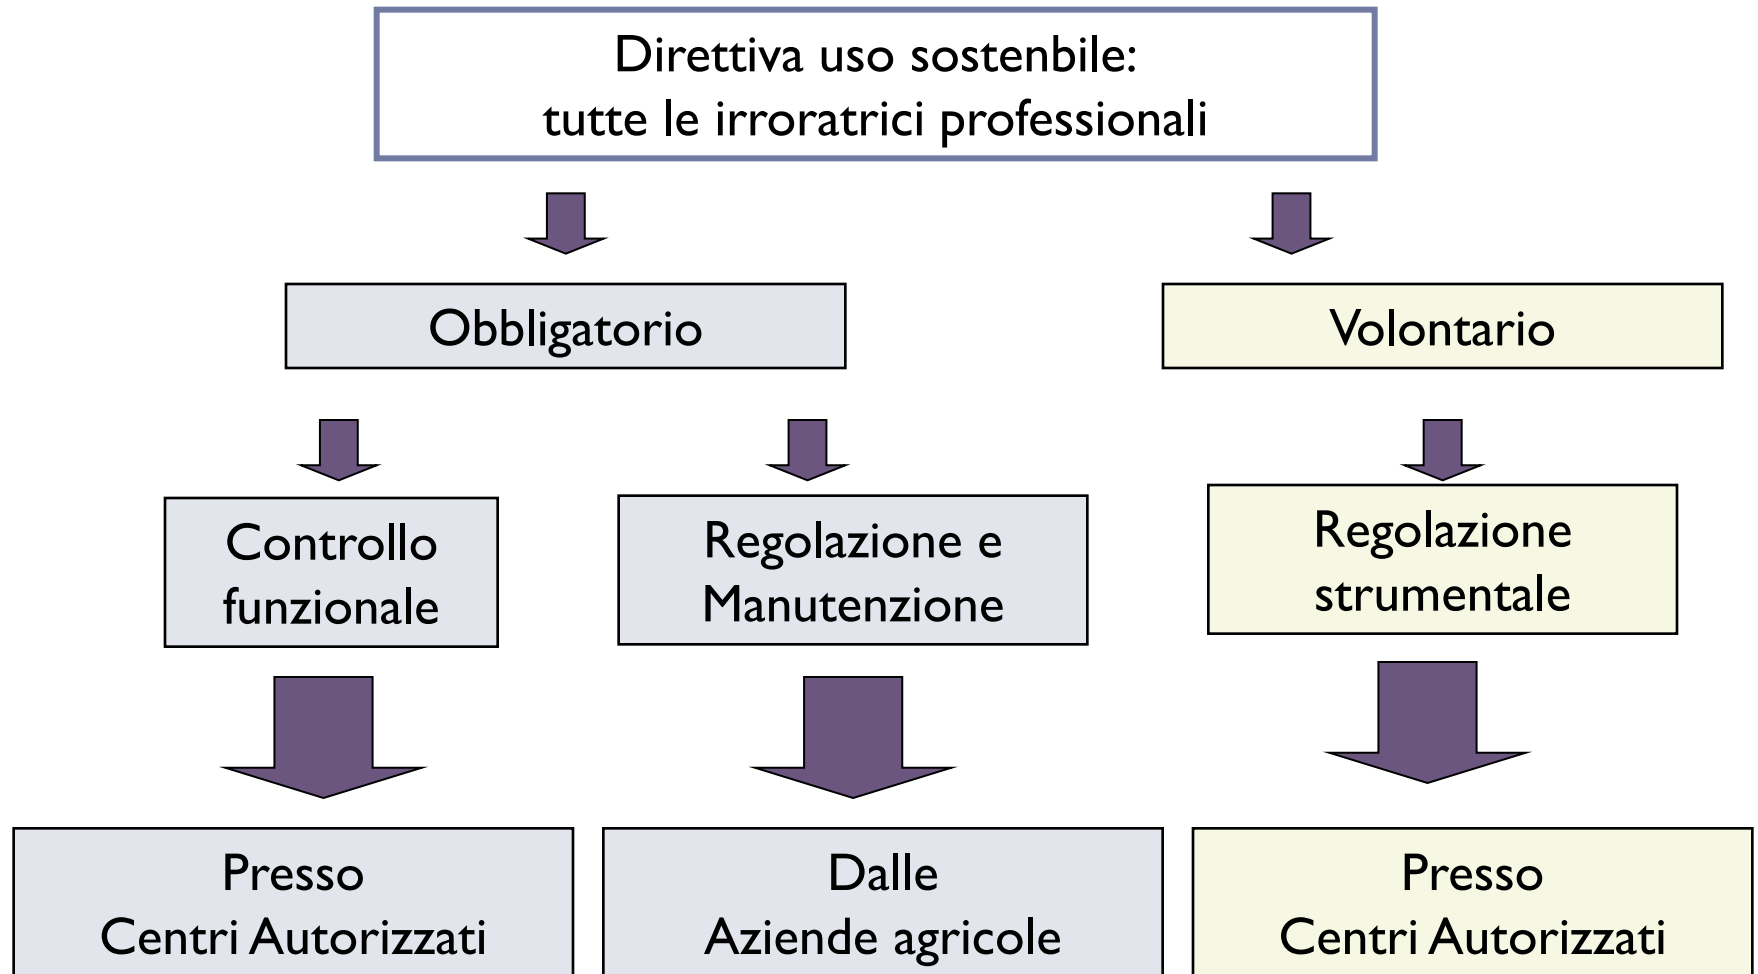 Direttiva uso sostenbile:
tutte le irroratrici professionali
Obbligatorio
Volontario
Controllo
funzionale
Regolazione e
Manutenzione
Regolazione
strumentale
Presso
Centri Autorizzati
Dalle
Aziende agricole
Presso
Centri Autorizzati